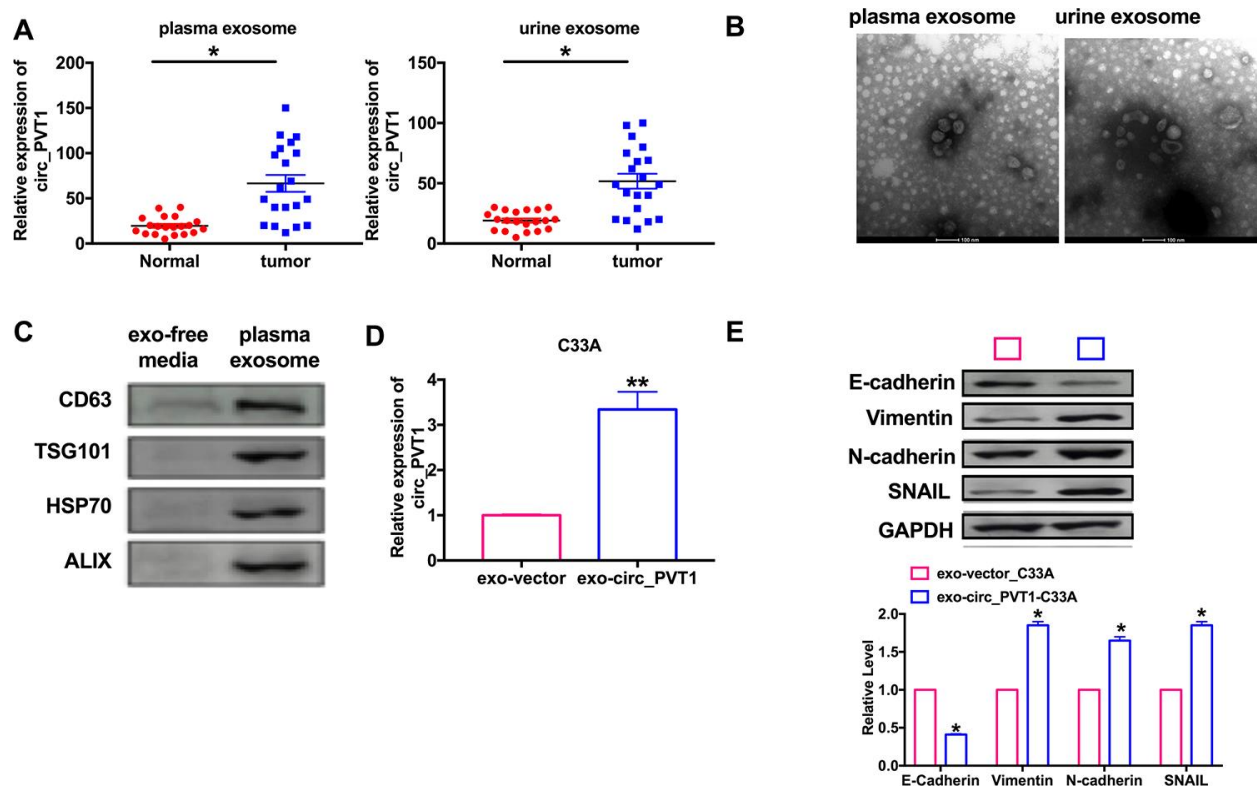 A
plasma exosome
*
Relative expression of
circ_PVT1
200
150
100
50
0
Normal
tumor
urine exosome
*
Relative expression of
circ_PVT1
150
100
50
0
Normal
tumor
B
plasma exosome
urine exosome
100 nm
100 nm
C
exo-free
media
plasma
exosome
CD63
TSG101
HSP70
ALIX
D
C33A
Relative expression of
circ_PVT1
4
3
2
1
0
**
exo-vector
exo-circ_PVT1
E
E-cadherin
Vimentin
N-cadherin
SNAIL
GAPDH
exo-vector_C33A
exo-circ_PVT1-C33A
Relative Level
2.0
1.5
1.0
0.5
0.0
*
*
*
*
E-Cadherin
Vimentin
N-cadherin
SNAIL